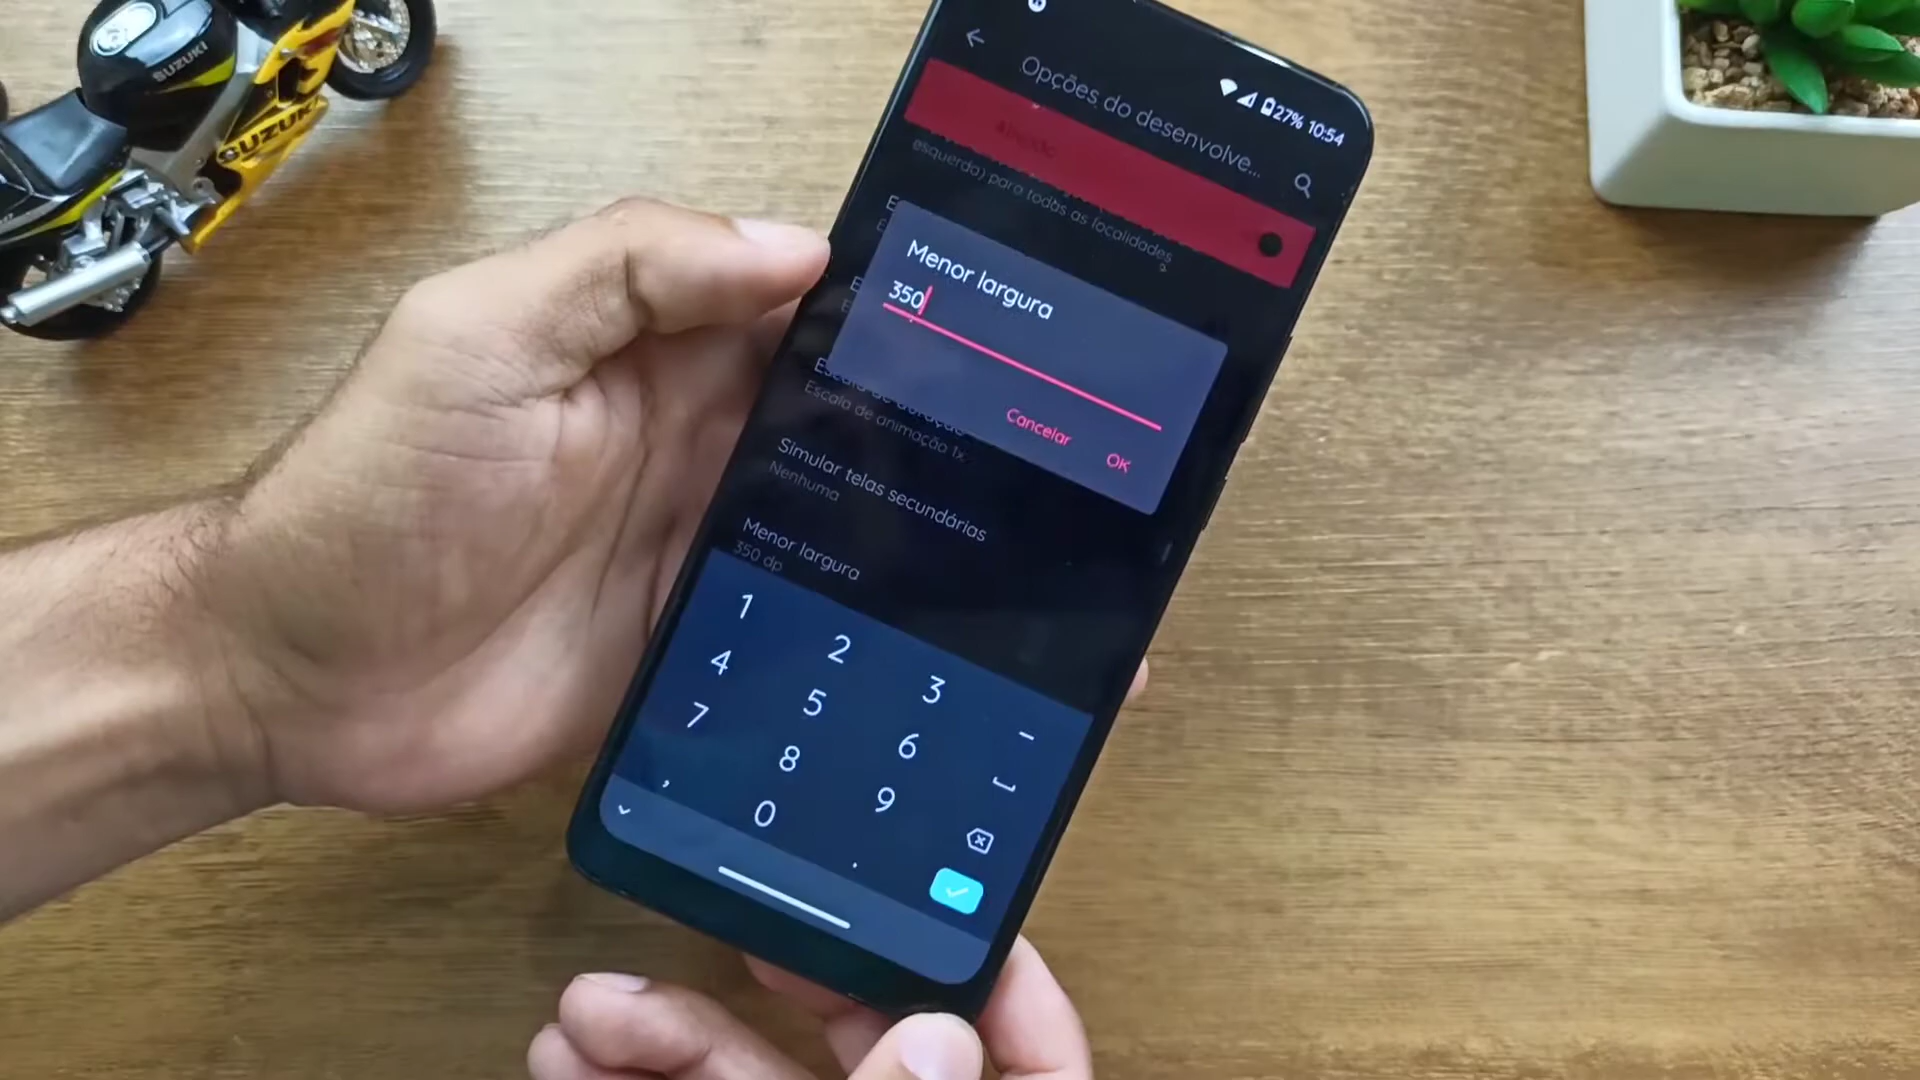 SUZUKI
SUZUKI
27% 10:54
Opções do desenvolve...
Ativado
esquerda) para todas as localidades
Menor largura
350
Cancelar
OK
Escala de animação 1x
Simular telas secundárias
Nenhuma
Menor largura
350 dp
1 2 3 –
4 5 6
7 8 9
, 0 .